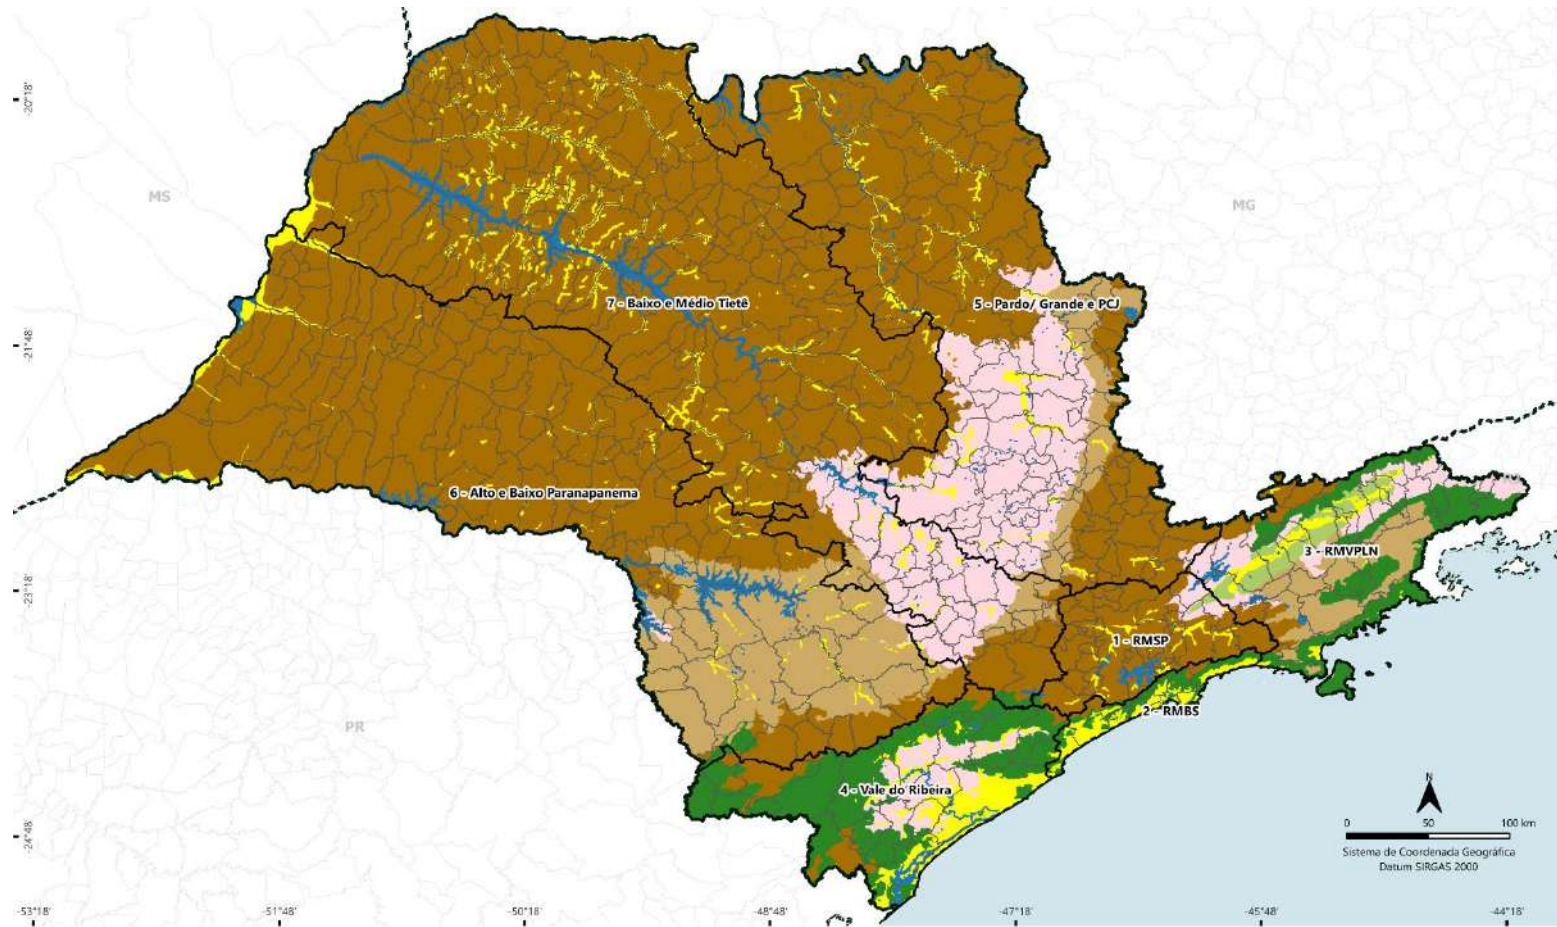 -20°18'
MS
MG
7 - Baixo e Médio Tietê
5 - Pardo/ Grande e PCJ
-21°48'
6 - Alto e Baixo Paranapanema
3 - RMVPLN
-23°18'
1 - RMSP
2 - RMBS
PR
4 - Vale do Ribeira
N
0 50 100 km
Sistema de Coordenada Geográfica
Datum SIRGAS 2000
-24°48'
-53°18' -51°48' -50°18' -48°48' -47°18' -45°48' -44°18'